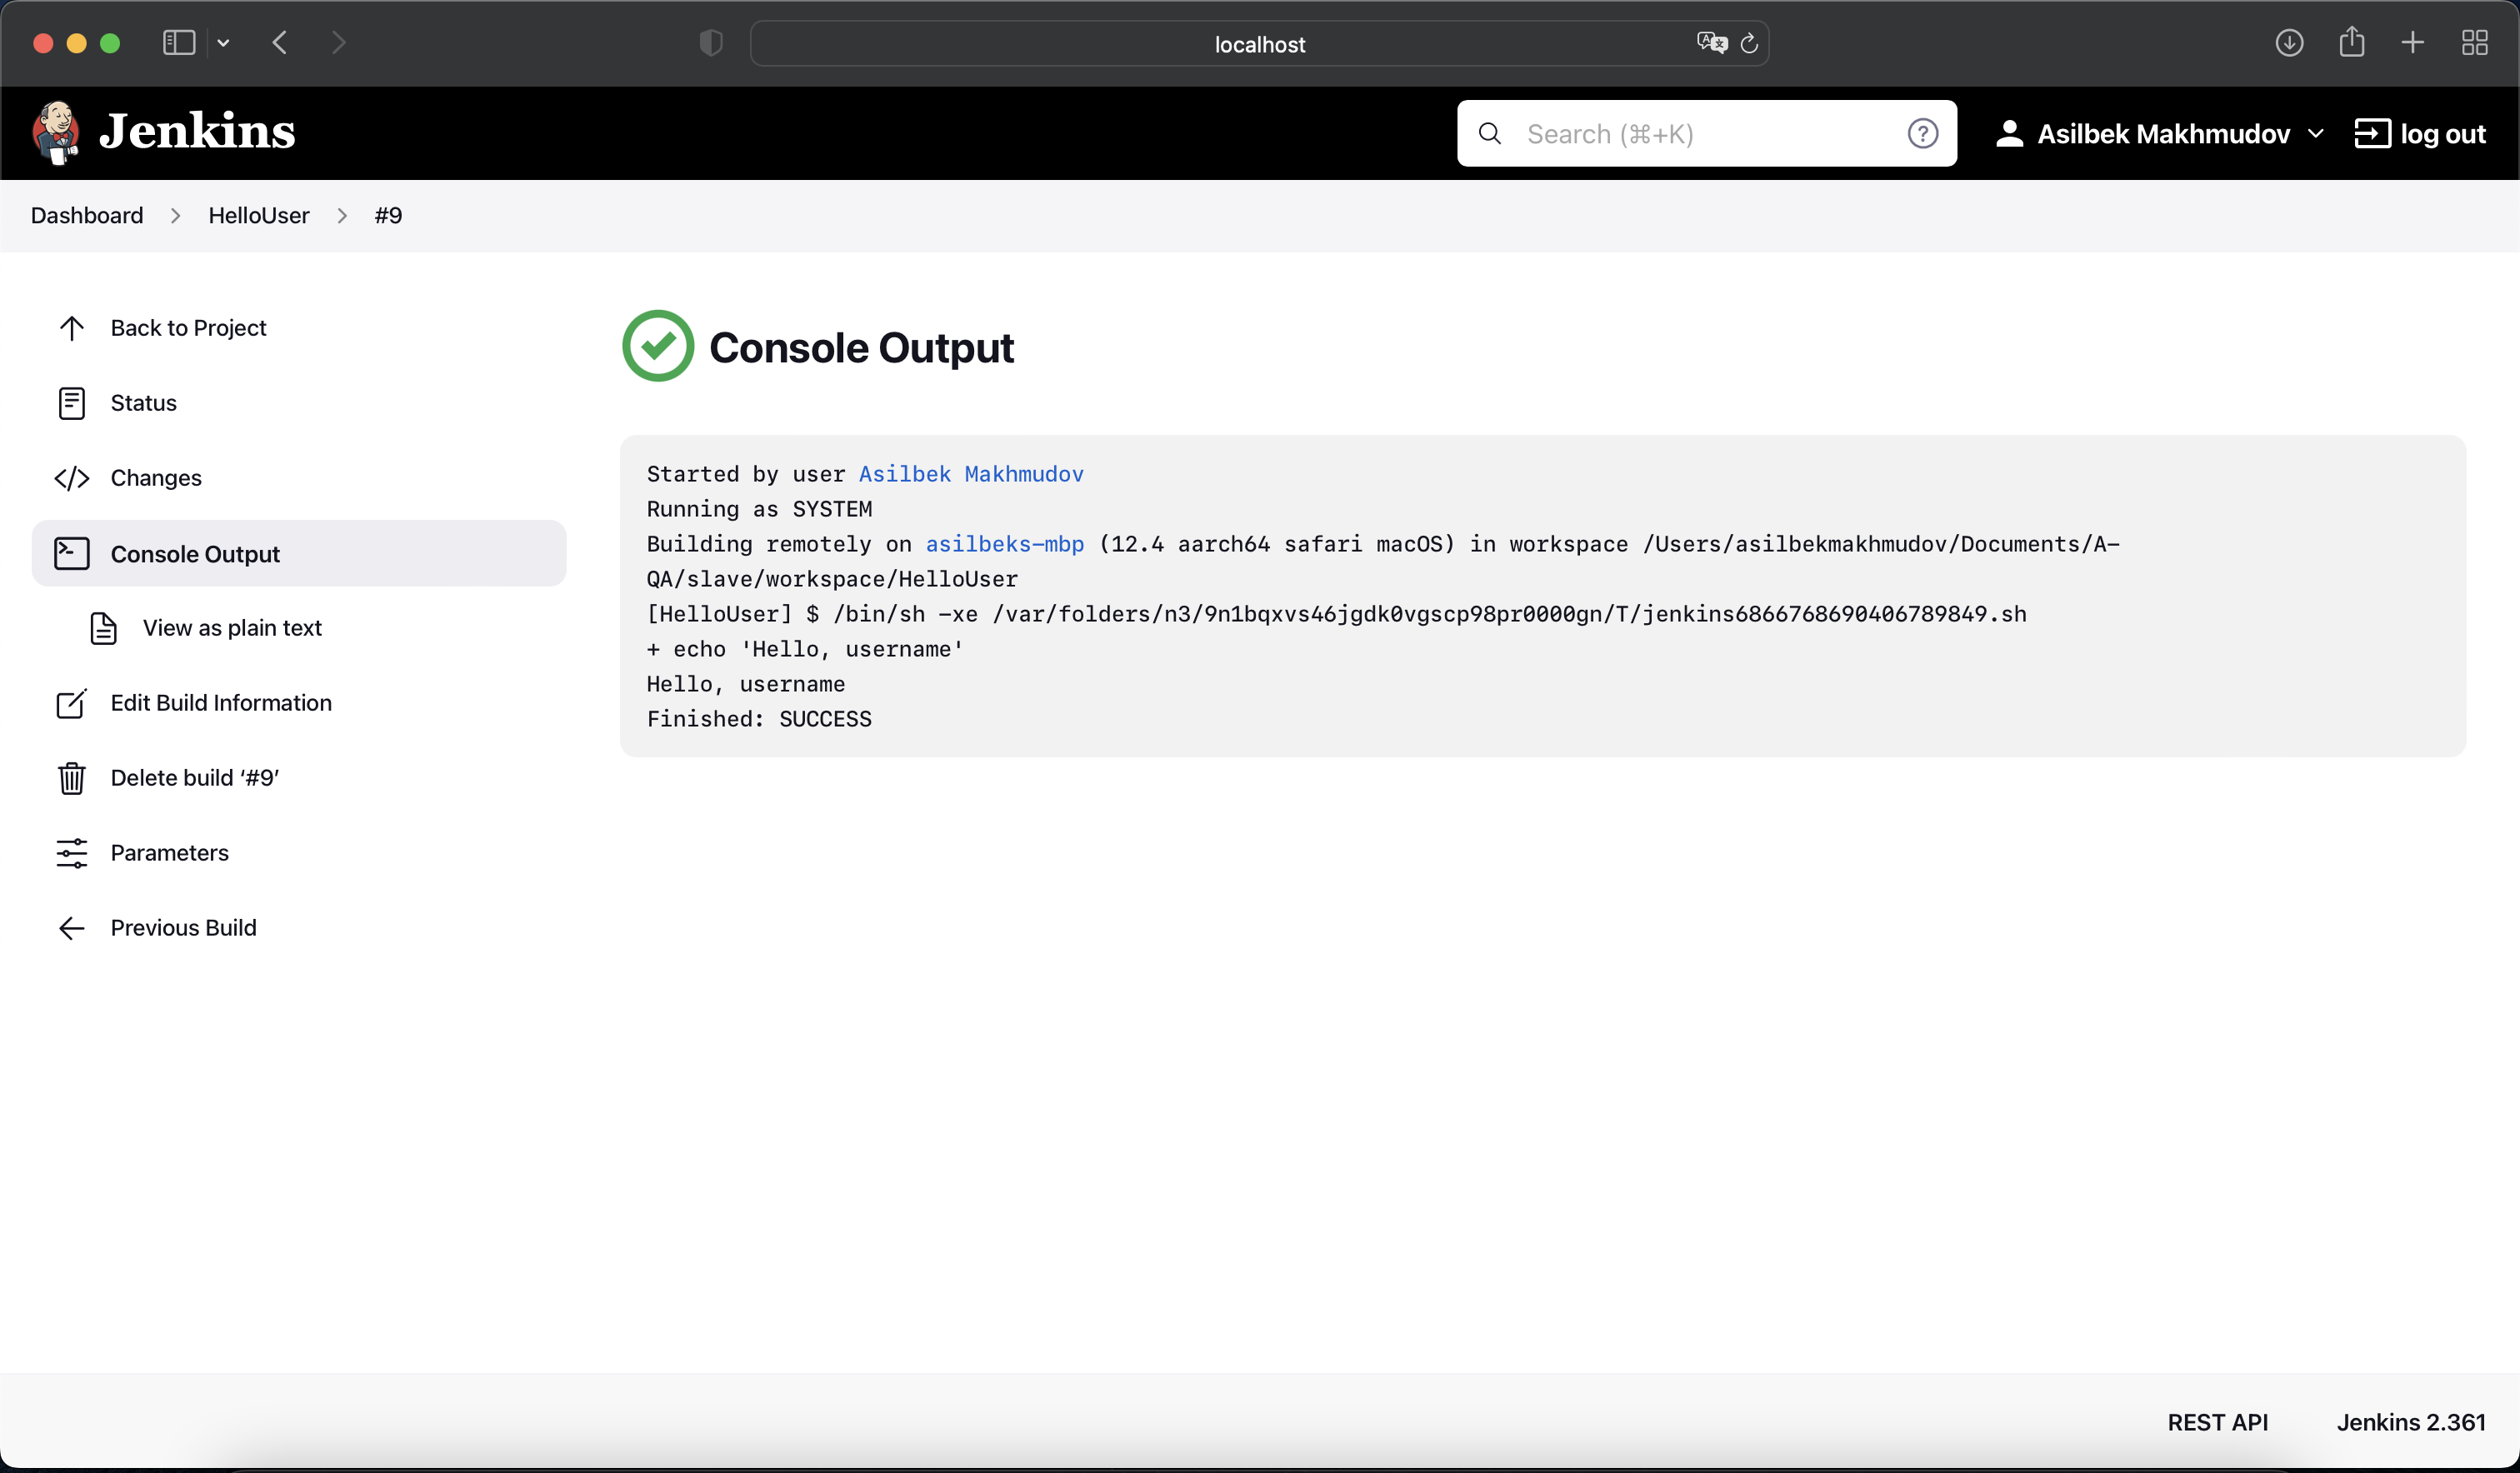 localhost
Jenkins
Search (⌘+K)
Asilbek Makhmudov
log out
Dashboard > HelloUser > #9
Back to Project
Status
Changes
Console Output
View as plain text
Edit Build Information
Delete build ‘#9’
Parameters
Previous Build
Console Output
Started by user Asilbek Makhmudov
Running as SYSTEM
Building remotely on asilbeks-mbp (12.4 aarch64 safari macOS) in workspace /Users/asilbekmakhmudov/Documents/A-
QA/slave/workspace/HelloUser
[HelloUser] $ /bin/sh -xe /var/folders/n3/9n1bqxvs46jgdk0vgscp98pr0000gn/T/jenkins6866768690406789849.sh
+ echo 'Hello, username'
Hello, username
Finished: SUCCESS
REST API
Jenkins 2.361